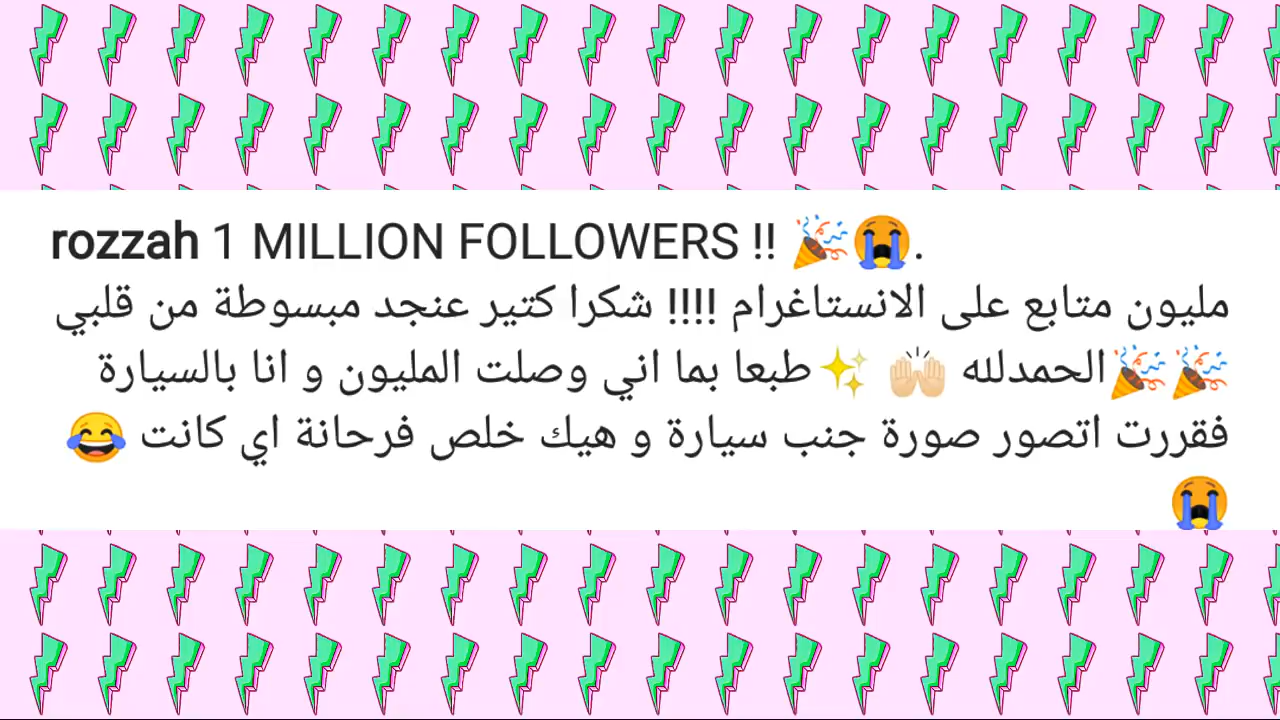 rozzah 1 MILLION FOLLOWERS !! 🎉😭.
مليون متابع على الانستاغرام !!!! شكرا كتير عنجد مبسوطة من قلبي
🎉🎉الحمدلله 🙌🏻 ✨طبعا بما اني وصلت المليون و انا بالسيارة
فقررت اتصور صورة جنب سيارة و هيك خلص فرحانة اي كانت 😂
😭